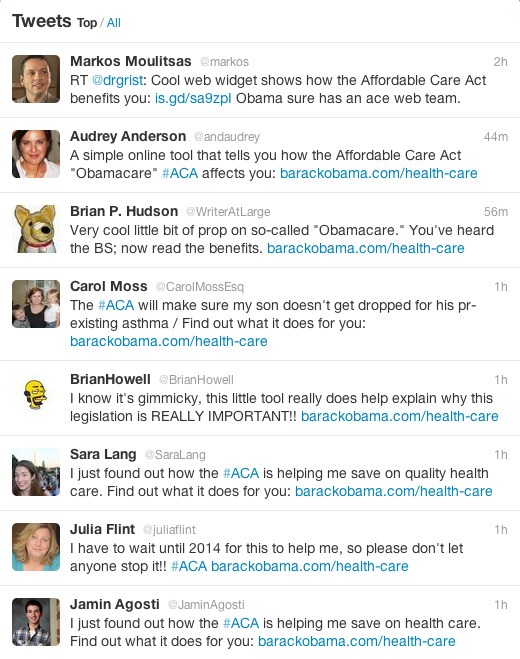 Tweets Top / All
Markos Moulitsas @markos 2h
RT @drgrist: Cool web widget shows how the Affordable Care Act
benefits you: is.gd/sa9zpI Obama sure has an ace web team.
Audrey Anderson @andaudrey 44m
A simple online tool that tells you how the Affordable Care Act
"Obamacare" #ACA affects you: barackobama.com/health-care
Brian P. Hudson @WriterAtLarge 56m
Very cool little bit of prop on so-called "Obamacare." You've heard
the BS; now read the benefits. barackobama.com/health-care
Carol Moss @CarolMossEsq 1h
The #ACA will make sure my son doesn't get dropped for his pr-
existing asthma / Find out what it does for you:
barackobama.com/health-care
BrianHowell @BrianHowell 1h
I know it's gimmicky, this little tool really does help explain why this
legislation is REALLY IMPORTANT!! barackobama.com/health-care
Sara Lang @SaraLang 1h
I just found out how the #ACA is helping me save on quality health
care. Find out what it does for you: barackobama.com/health-care
Julia Flint @juliaflint 1h
I have to wait until 2014 for this to help me, so please don't let
anyone stop it!! #ACA barackobama.com/health-care
Jamin Agosti @JaminAgosti 1h
I just found out how the #ACA is helping me save on health care.
Find out what it does for you: barackobama.com/health-care